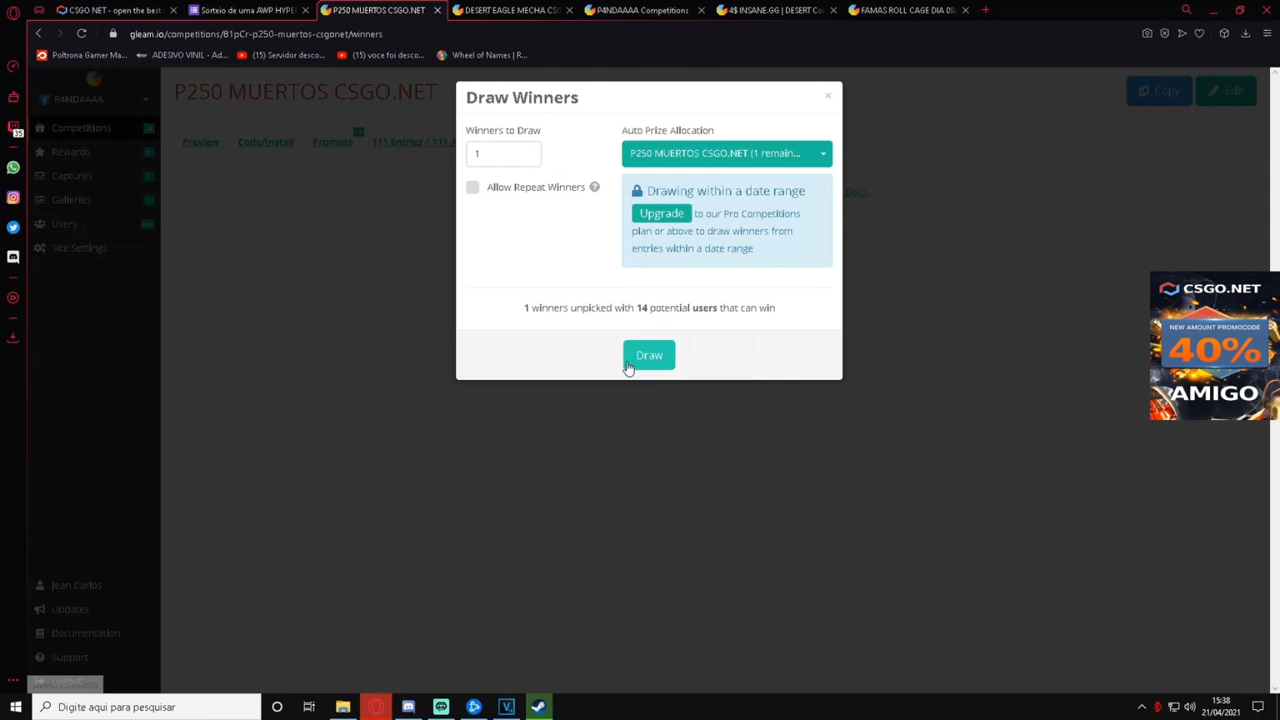 CSGO NET - open the best
Sorteio de uma AWP HYPE
P250 MUERTOS CSGO.NET
DESERT EAGLE MECHA CS
P4NDAAAA Competitions
4$ INSANE.GG | DESERT Co
FAMAS ROLL CAGE DIA 09
gleam.io/competitions/81pCr-p250-muertos-csgonet/winners
Poltrona Gamer Ma...
ADESIVO VINIL - Ad...
(15) Servidor desco...
(15) voce foi desco...
Wheel of Names | R...
P4NDAAAA
Competitions
Rewards
Captures
Galleries
Users
Site Settings
35
P250 MUERTOS CSGO.NET
Copy
Edit
Preview
Code/Install
Promote
111 Entries / 111 A
Docs.
Draw Winners
×
Winners to Draw
1
Allow Repeat Winners
Auto Prize Allocation
P250 MUERTOS CSGO.NET (1 remain...
Drawing within a date range
Upgrade to our Pro Competitions
plan or above to draw winners from
entries within a date range
1 winners unpicked with 14 potential users that can win
Draw
CSGO.NET
NEW AMOUNT PROMOCODE
40%
AMIGO
Jean Carlos
Updates
Documentation
Support
Logout
Digite aqui para pesquisar
15:38
21/04/2021